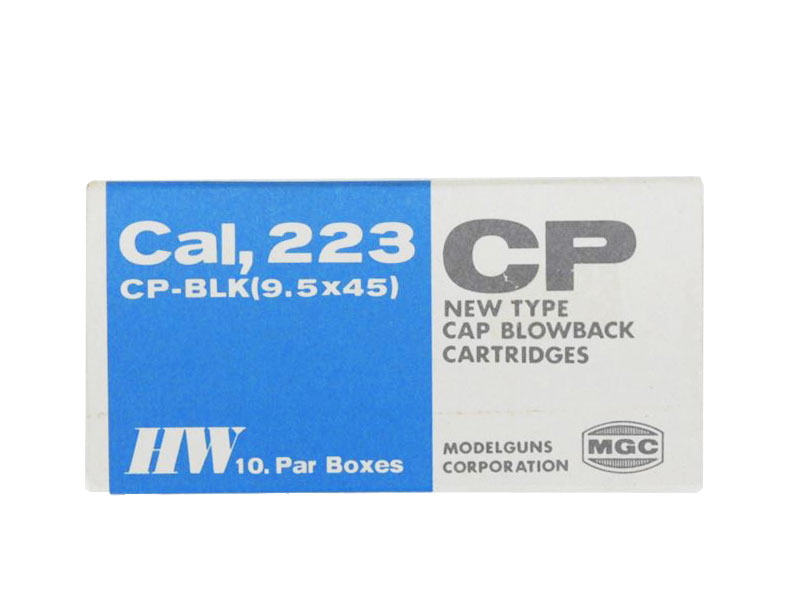 Cal, 223
CP-BLK(9.5x45)
HW 10. Par Boxes
CP
NEW TYPE
CAP BLOWBACK
CARTRIDGES
MODELGUNS
CORPORATION
MGC